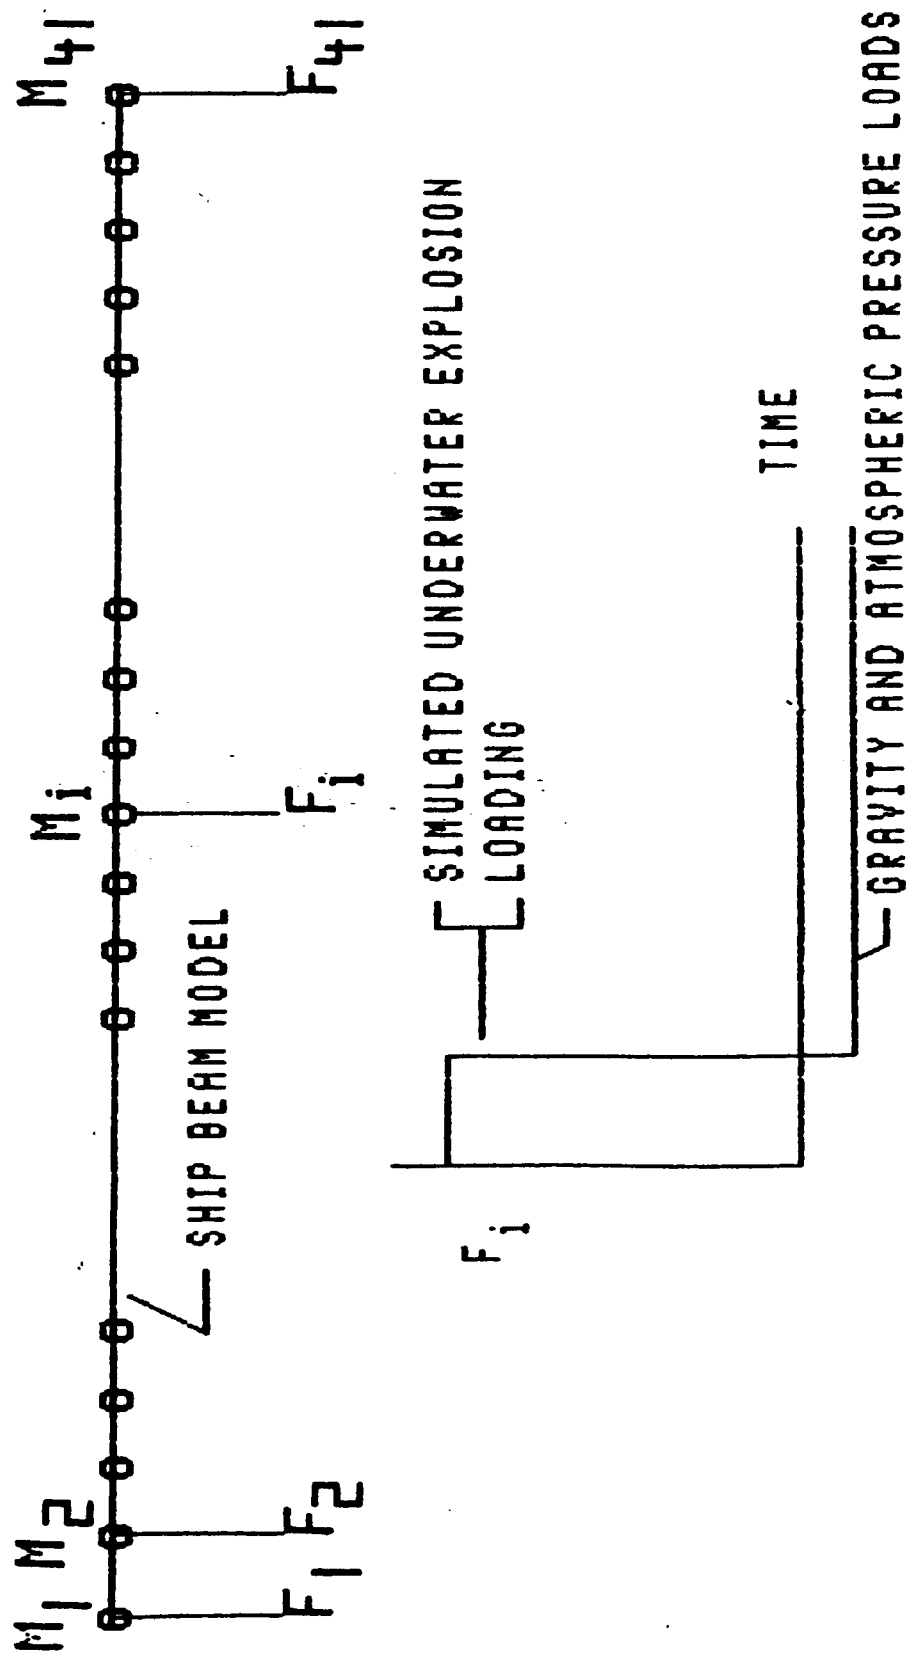 M1 M2 Mi M41
F1 F2 Fi F41
SHIP BEAM MODEL
SIMULATED UNDERWATER EXPLOSION
LOADING
Fi
TIME
GRAVITY AND ATMOSPHERIC PRESSURE LOADS